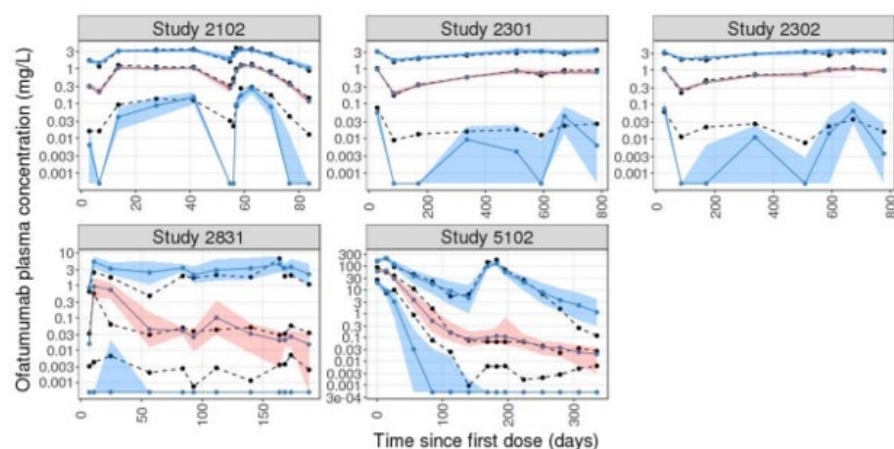 Study 2102
Study 2301
Study 2302
Ofatumumab plasma concentration (mg/L)
3
1
0.3
0.1
0.03
0.01
0.003
0.001
0 20 40 60 80
0 200 400 600 800
0 200 400 600 800
Study 2831
Study 5102
10
3
1
0.3
0.1
0.03
0.01
0.003
0.001
300
100
30
10
3
1
0.3
0.1
0.03
0.01
0.003
0.001
3e-04
0 50 100 150
0 100 200 300
Time since first dose (days)